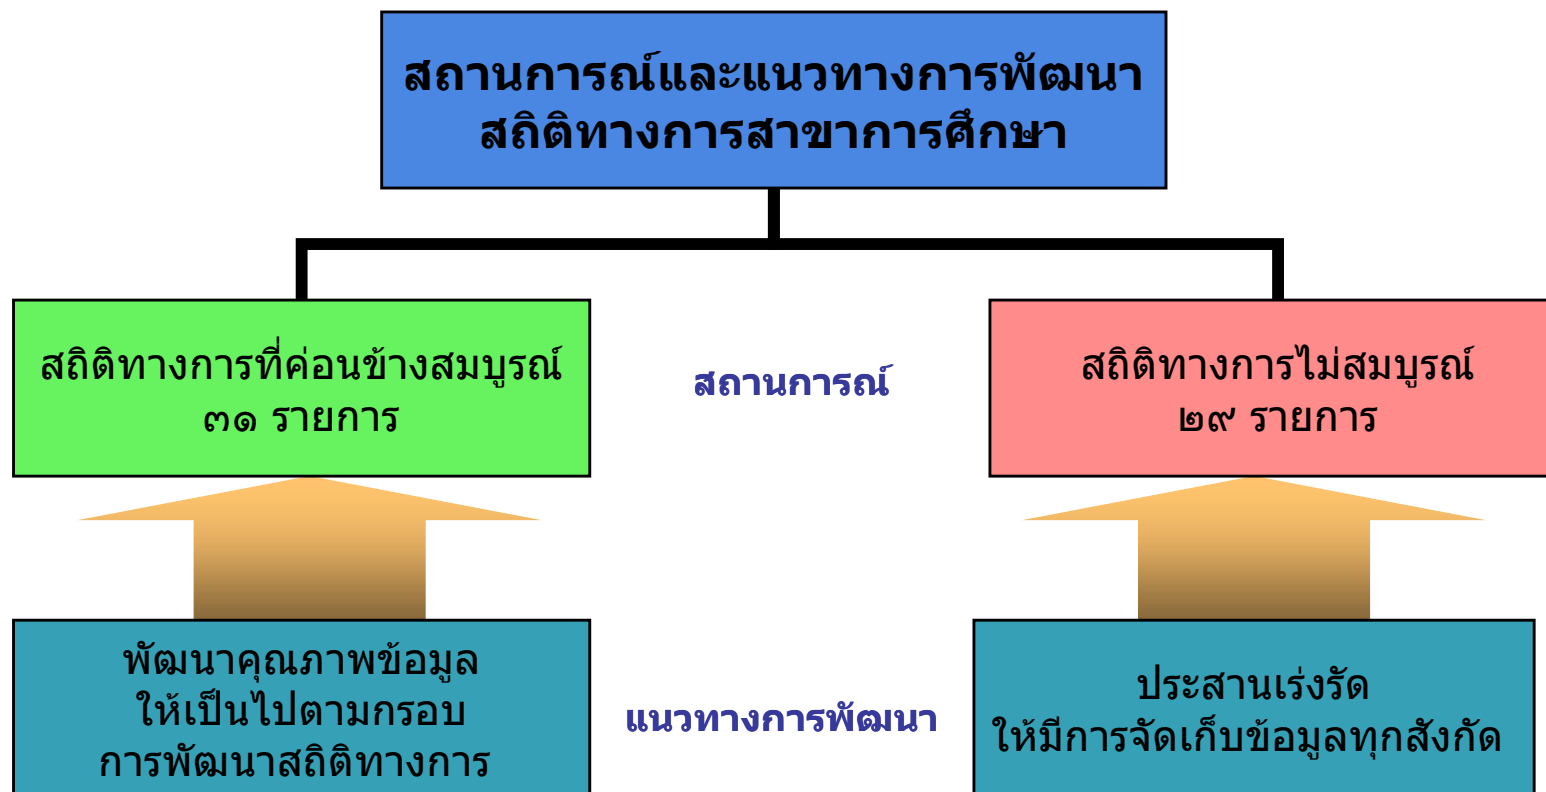 สถานการณ์และแนวทางการพัฒนา
สถิติทางการสาขาการศึกษา
สถิติทางการที่ค่อนข้างสมบูรณ์
๓๑ รายการ
สถานการณ์
สถิติทางการไม่สมบูรณ์
๒๙ รายการ
พัฒนาคุณภาพข้อมูล
ให้เป็นไปตามกรอบ
การพัฒนาสถิติทางการ
แนวทางการพัฒนา
ประสานเร่งรัด
ให้มีการจัดเก็บข้อมูลทุกสังกัด